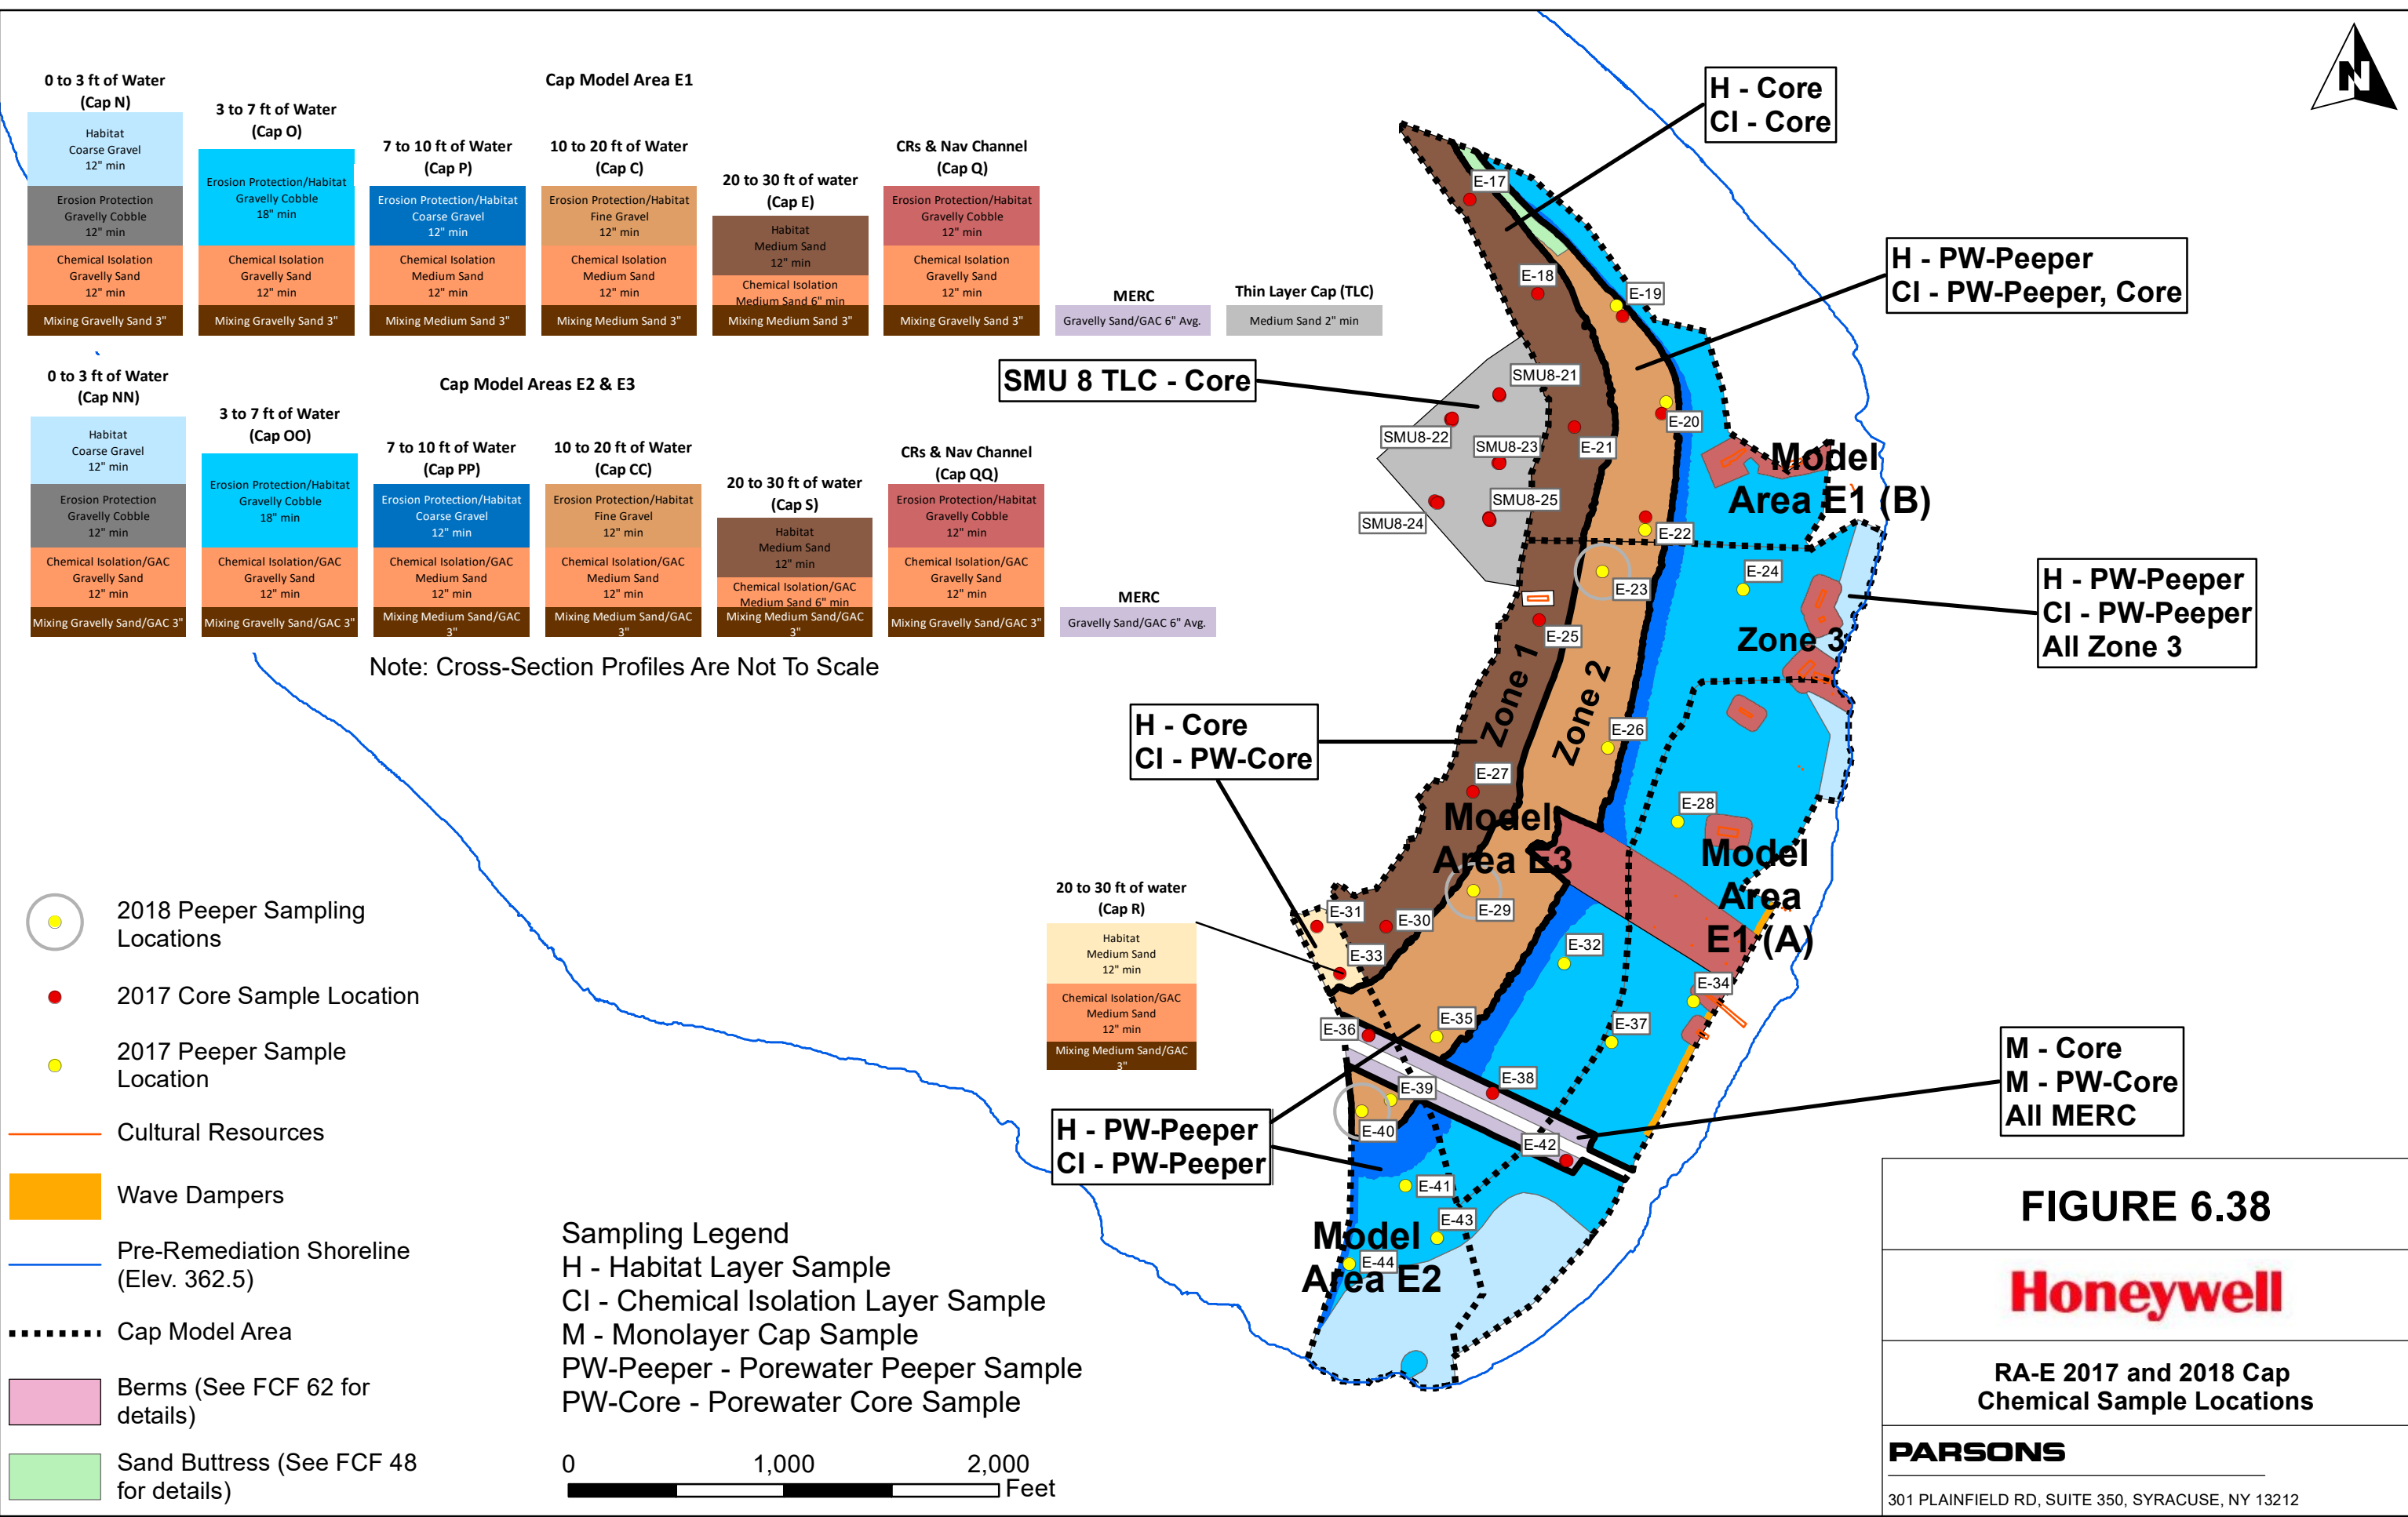 Cap Model Area E1
0 to 3 ft of Water
(Cap N)
Habitat
Coarse Gravel
12" min
Erosion Protection
Gravelly Cobble
12" min
Chemical Isolation
Gravelly Sand
12" min
Mixing Gravelly Sand 3"
3 to 7 ft of Water
(Cap O)
Erosion Protection/Habitat
Gravelly Cobble
18" min
Chemical Isolation
Gravelly Sand
12" min
Mixing Gravelly Sand 3"
7 to 10 ft of Water
(Cap P)
Erosion Protection/Habitat
Coarse Gravel
12" min
Chemical Isolation
Medium Sand
12" min
Mixing Medium Sand 3"
10 to 20 ft of Water
(Cap C)
Erosion Protection/Habitat
Fine Gravel
12" min
Chemical Isolation
Medium Sand
12" min
Mixing Medium Sand 3"
20 to 30 ft of water
(Cap E)
Habitat
Medium Sand
12" min
Chemical Isolation
Medium Sand 6" min
Mixing Medium Sand 3"
CRs & Nav Channel
(Cap Q)
Erosion Protection/Habitat
Gravelly Cobble
12" min
Chemical Isolation
Gravelly Sand
12" min
Mixing Gravelly Sand 3"
MERC
Gravelly Sand/GAC 6" Avg.
Thin Layer Cap (TLC)
Medium Sand 2" min
Cap Model Areas E2 & E3
0 to 3 ft of Water
(Cap NN)
Habitat
Coarse Gravel
12" min
Erosion Protection
Gravelly Cobble
12" min
Chemical Isolation/GAC
Gravelly Sand
12" min
Mixing Gravelly Sand/GAC 3"
3 to 7 ft of Water
(Cap OO)
Erosion Protection/Habitat
Gravelly Cobble
18" min
Chemical Isolation/GAC
Gravelly Sand
12" min
Mixing Gravelly Sand/GAC 3"
7 to 10 ft of Water
(Cap PP)
Erosion Protection/Habitat
Coarse Gravel
12" min
Chemical Isolation/GAC
Medium Sand
12" min
Mixing Medium Sand/GAC
3"
10 to 20 ft of Water
(Cap CC)
Erosion Protection/Habitat
Fine Gravel
12" min
Chemical Isolation/GAC
Medium Sand
12" min
Mixing Medium Sand/GAC
3"
20 to 30 ft of water
(Cap S)
Habitat
Medium Sand
12" min
Chemical Isolation/GAC
Medium Sand 6" min
Mixing Medium Sand/GAC
3"
CRs & Nav Channel
(Cap QQ)
Erosion Protection/Habitat
Gravelly Cobble
12" min
Chemical Isolation/GAC
Gravelly Sand
12" min
Mixing Gravelly Sand/GAC 3"
MERC
Gravelly Sand/GAC 6" Avg.
Note: Cross-Section Profiles Are Not To Scale
20 to 30 ft of water
(Cap R)
Habitat
Medium Sand
12" min
Chemical Isolation/GAC
Medium Sand
12" min
Mixing Medium Sand/GAC
3"
N
H - Core
CI - Core
H - PW-Peeper
CI - PW-Peeper, Core
SMU 8 TLC - Core
H - PW-Peeper
CI - PW-Peeper
All Zone 3
H - Core
CI - PW-Core
H - PW-Peeper
CI - PW-Peeper
M - Core
M - PW-Core
All MERC
E-17
E-18
E-19
SMU8-21
E-20
SMU8-22
SMU8-23
E-21
SMU8-25
SMU8-24
E-22
E-24
E-23
E-25
E-26
E-27
E-28
E-29
E-31
E-30
E-33
E-32
E-34
E-36
E-35
E-37
E-38
E-39
E-40
E-42
E-41
E-43
E-44
Model
Area E1 (B)
Zone 3
Zone 1
Zone 2
Model
Area E3
Model
Area
E1 (A)
Model
Area E2
2018 Peeper Sampling
Locations
2017 Core Sample Location
2017 Peeper Sample
Location
Cultural Resources
Wave Dampers
Pre-Remediation Shoreline
(Elev. 362.5)
Cap Model Area
Berms (See FCF 62 for
details)
Sand Buttress (See FCF 48
for details)
Sampling Legend
H - Habitat Layer Sample
CI - Chemical Isolation Layer Sample
M - Monolayer Cap Sample
PW-Peeper - Porewater Peeper Sample
PW-Core - Porewater Core Sample
0 1,000 2,000
Feet
FIGURE 6.38
Honeywell
RA-E 2017 and 2018 Cap
Chemical Sample Locations
PARSONS
301 PLAINFIELD RD, SUITE 350, SYRACUSE, NY 13212